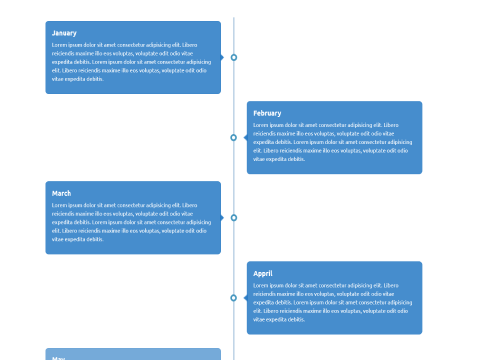 January
Lorem ipsum dolor sit amet consectetur adipisicing elit. Libero
reiciendis maxime illo eos voluptas, voluptate odit odio vitae
expedita debitis. Lorem ipsum dolor sit amet consectetur adipisicing
elit. Libero reiciendis maxime illo eos voluptas, voluptate odit odio
vitae expedita debitis.
February
Lorem ipsum dolor sit amet consectetur adipisicing elit. Libero
reiciendis maxime illo eos voluptas, voluptate odit odio vitae
expedita debitis. Lorem ipsum dolor sit amet consectetur adipisicing
elit. Libero reiciendis maxime illo eos voluptas, voluptate odit odio
vitae expedita debitis.
March
Lorem ipsum dolor sit amet consectetur adipisicing elit. Libero
reiciendis maxime illo eos voluptas, voluptate odit odio vitae
expedita debitis. Lorem ipsum dolor sit amet consectetur adipisicing
elit. Libero reiciendis maxime illo eos voluptas, voluptate odit odio
vitae expedita debitis.
Appril
Lorem ipsum dolor sit amet consectetur adipisicing elit. Libero
reiciendis maxime illo eos voluptas, voluptate odit odio vitae
expedita debitis. Lorem ipsum dolor sit amet consectetur adipisicing
elit. Libero reiciendis maxime illo eos voluptas, voluptate odit odio
vitae expedita debitis.
May